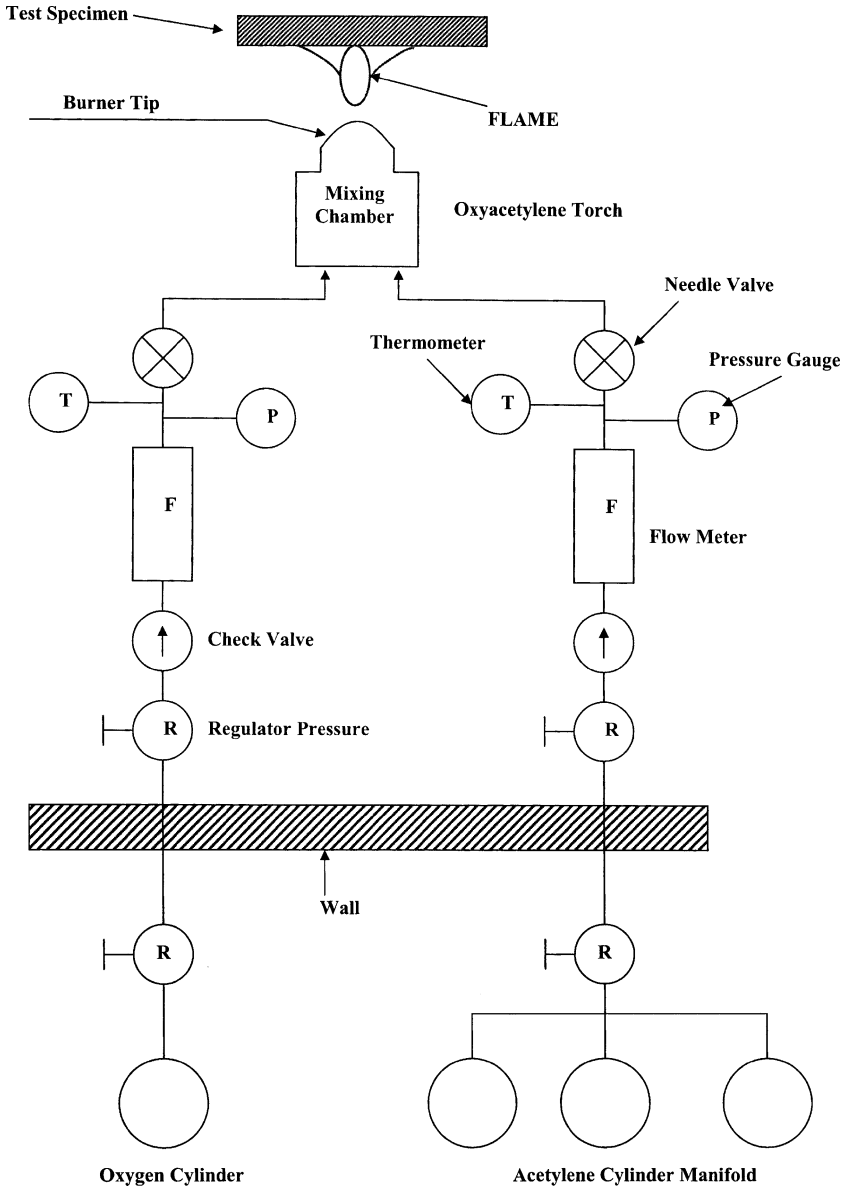 Test Specimen
Burner Tip
FLAME
Mixing
Chamber
Oxyacetylene Torch
Needle Valve
Thermometer
Pressure Gauge
T
P
T
P
F
F
Flow Meter
Check Valve
R
Regulator Pressure
R
Wall
R
R
Oxygen Cylinder
Acetylene Cylinder Manifold